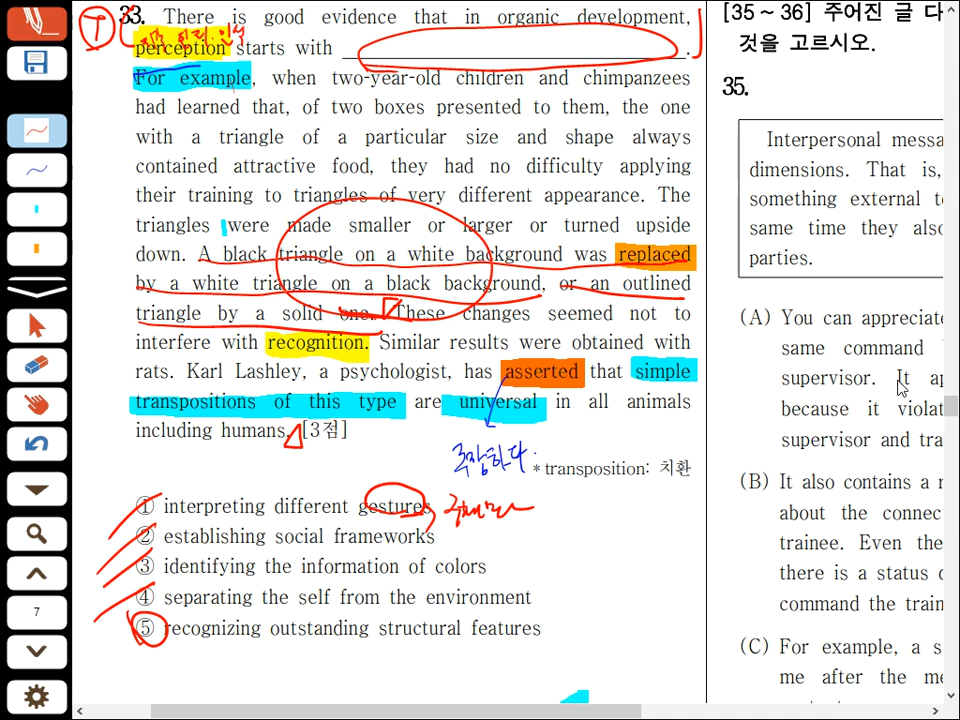 33. There is good evidence that in organic development,
perception starts with ____________.
For example, when two-year-old children and chimpanzees
had learned that, of two boxes presented to them, the one
with a triangle of a particular size and shape always
contained attractive food, they had no difficulty applying
their training to triangles of very different appearance. The
triangles were made smaller or larger or turned upside
down. A black triangle on a white background was replaced
by a white triangle on a black background, or an outlined
triangle by a solid one. These changes seemed not to
interfere with recognition. Similar results were obtained with
rats. Karl Lashley, a psychologist, has asserted that simple
transpositions of this type are universal in all animals
including humans. [3점]
주장하다.
* transposition: 치환
① interpreting different gestures
② establishing social frameworks
③ identifying the information of colors
④ separating the self from the environment
⑤ recognizing outstanding structural features
[35 ~ 36] 주어진 글 다
것을 고르시오.
35.
Interpersonal messa
dimensions. That is,
something external to
same time they also
parties.
(A) You can appreciate
same command
supervisor. It ap
because it violat
supervisor and tra
(B) It also contains a r
about the connec
trainee. Even the
there is a status d
command the train
(C) For example, a s
me after the me
7